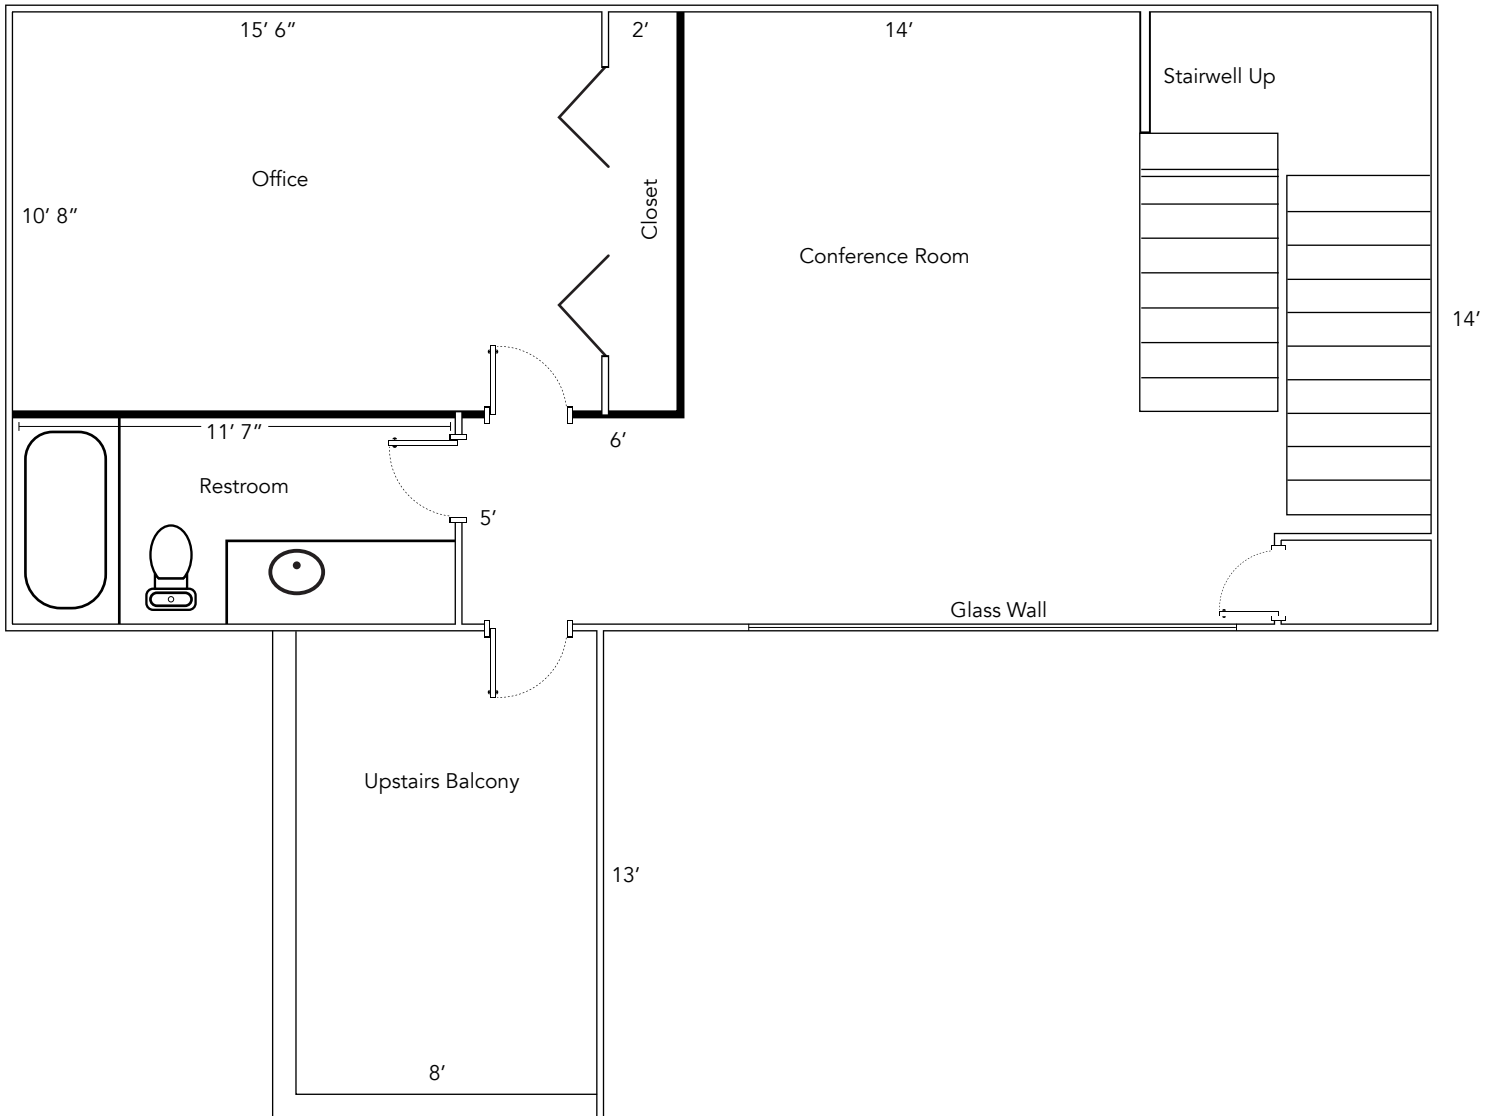 15’ 6”
2’
14’
Stairwell Up
Office
Closet
10’ 8”
Conference Room
14’
11’ 7”
6’
Restroom
5’
Glass Wall
Upstairs Balcony
13’
8’